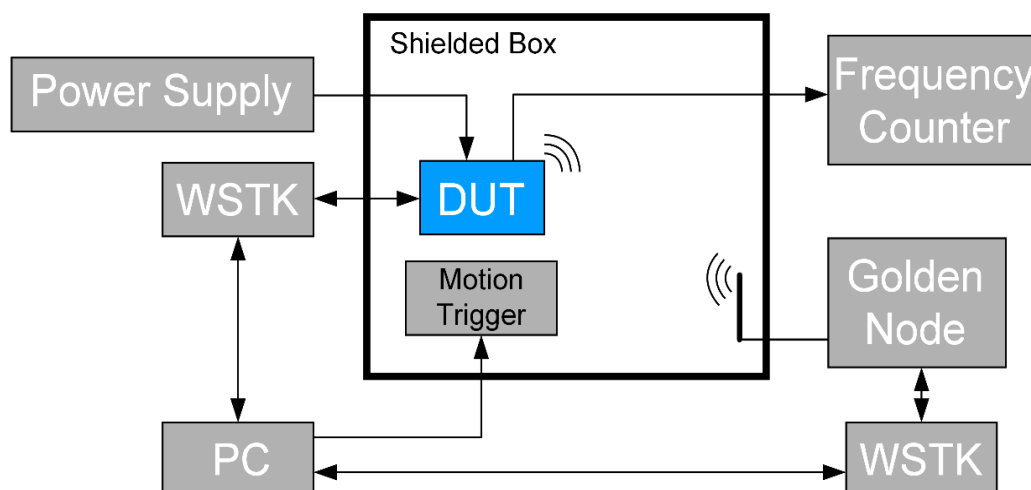 Shielded Box
Power Supply
Frequency
Counter
WSTK
DUT
Motion
Trigger
Golden
Node
PC
WSTK